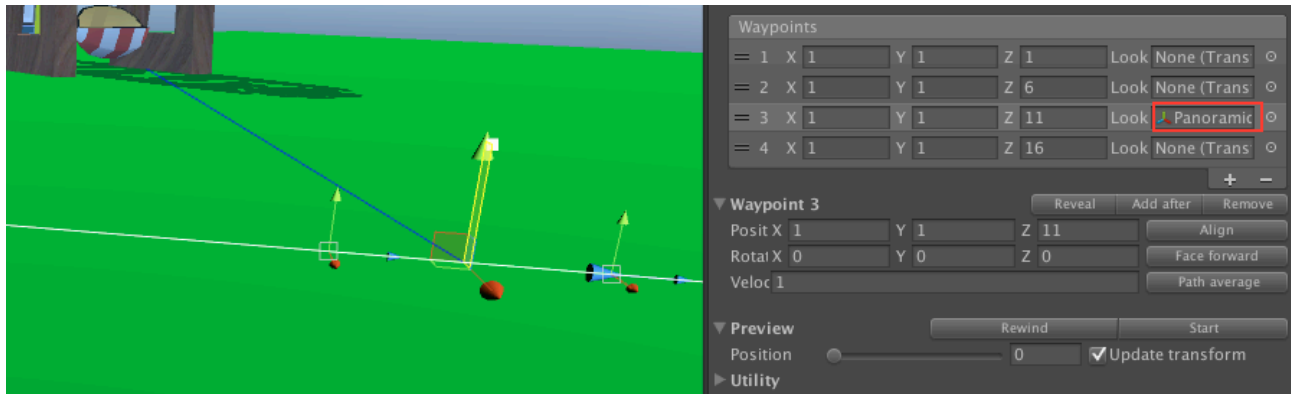 Waypoints
1 X 1 Y 1 Z 1 Look None (Trans
2 X 1 Y 1 Z 6 Look None (Trans
3 X 1 Y 1 Z 11 Look Panoramic
4 X 1 Y 1 Z 16 Look None (Trans
+ −
Waypoint 3 Reveal Add after Remove
Posit X 1 Y 1 Z 11 Align
Rotat X 0 Y 0 Z 0 Face forward
Veloc 1 Path average
Preview Rewind Start
Position 0 Update transform
Utility